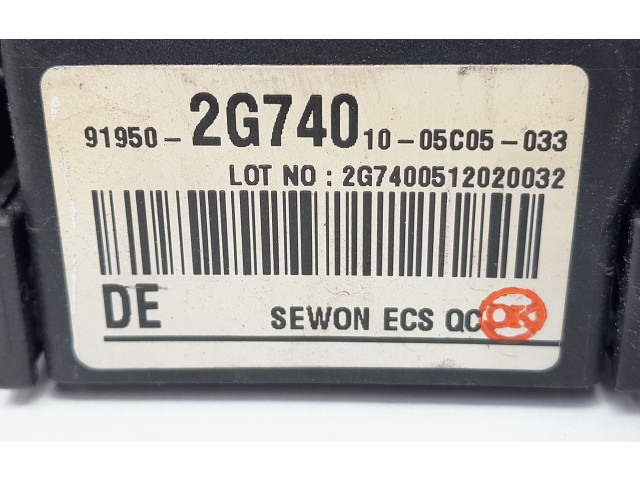 91950-2G740 10-05C05-033
LOT NO : 2G7400512020032
DE SEWON ECS QC OK